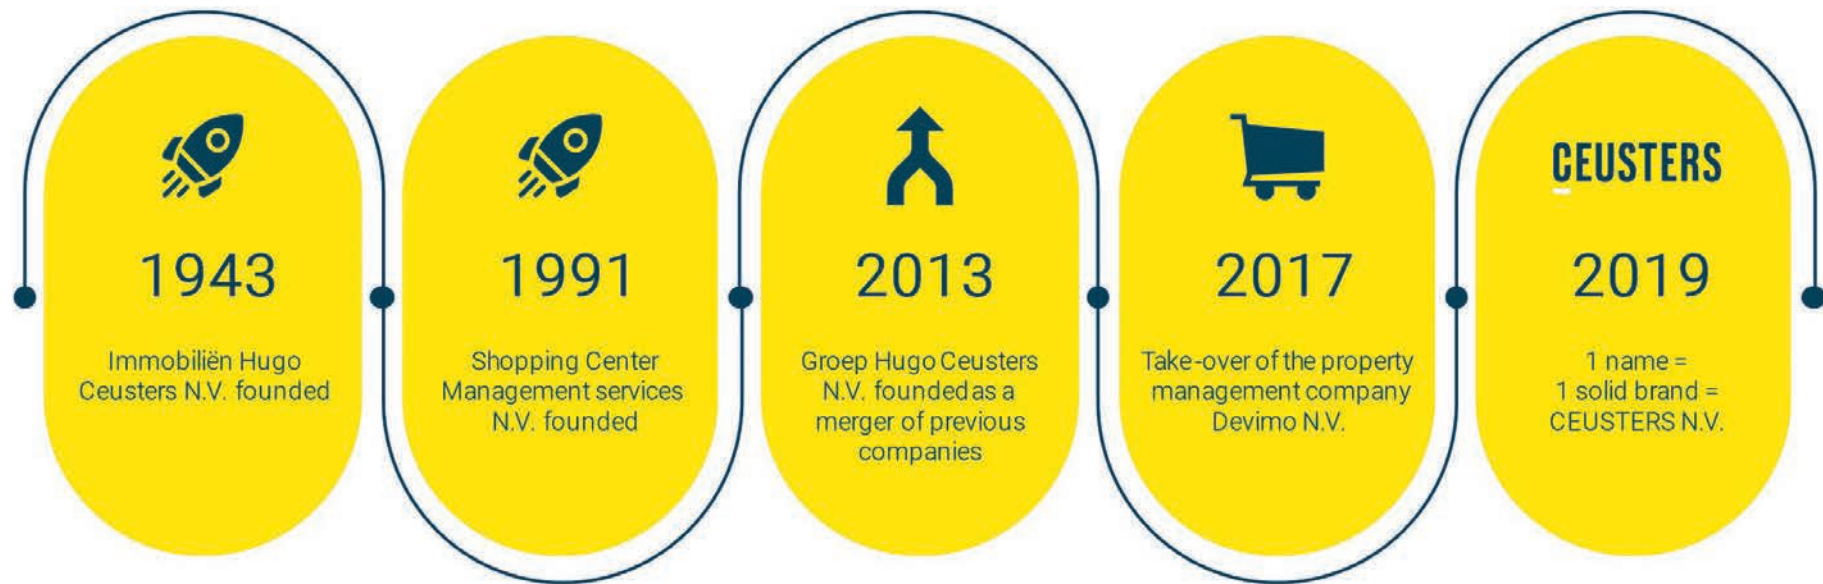 1943
Immobiliën Hugo
Ceusters N.V. founded
1991
Shopping Center
Management services
N.V. founded
2013
Groep Hugo Ceusters
N.V. founded as a
merger of previous
companies
2017
Take-over of the property
management company
Devimo N.V.
CEUSTERS
2019
1 name =
1 solid brand =
CEUSTERS N.V.